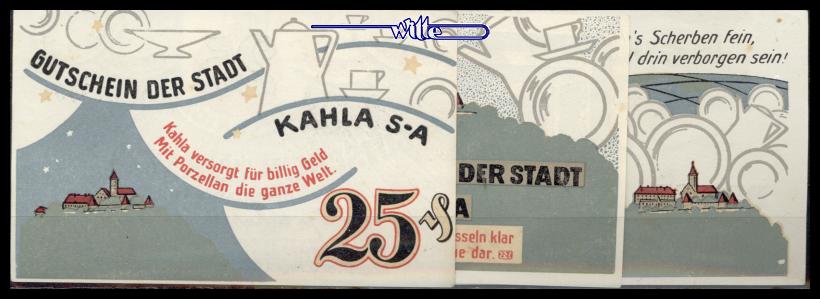 wille
GUTSCHEIN DER STADT
KAHLA S-A
Kahla versorgt für billig Geld
Mit Porzellan die ganze Welt.
25
DER STADT
A
sseln klar
e dar.
's Scherben fein,
drin verborgen sein!